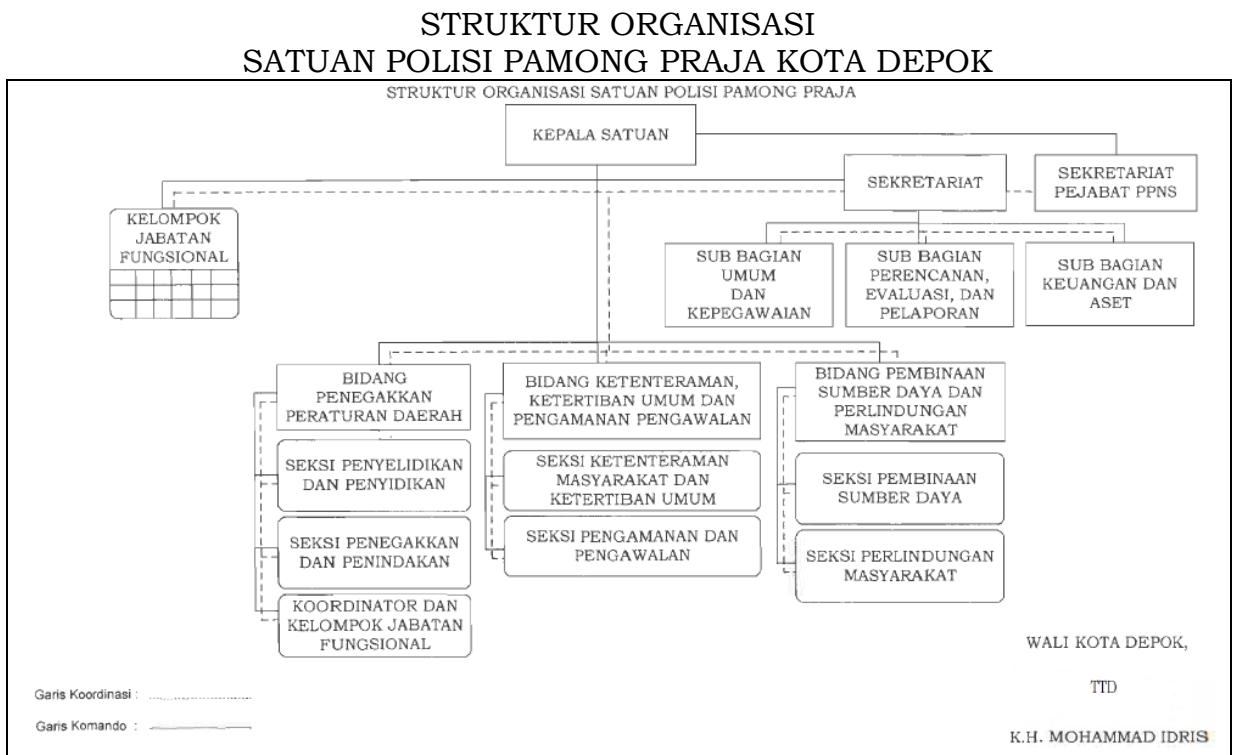 STRUKTUR ORGANISASI
SATUAN POLISI PAMONG PRAJA KOTA DEPOK
STRUKTUR ORGANISASI SATUAN POLISI PAMONG PRAJA
KEPALA SATUAN
SEKRETARIAT
SEKRETARIAT
PEJABAT PPNS
KELOMPOK
JABATAN
FUNGSIONAL
SUB BAGIAN
UMUM
DAN
KEPEGAWAIAN
SUB BAGIAN
PERENCANAN,
EVALUASI, DAN
PELAPORAN
SUB BAGIAN
KEUANGAN DAN
ASET
BIDANG
PENEGAKKAN
PERATURAN DAERAH
SEKSI PENYELIDIKAN
DAN PENYIDIKAN
SEKSI PENEGAKKAN
DAN PENINDAKAN
KOORDINATOR DAN
KELOMPOK JABATAN
FUNGSIONAL
BIDANG KETENTERAMAN,
KETERTIBAN UMUM DAN
PENGAMANAN PENGAWALAN
SEKSI KETENTERAMAN
MASYARAKAT DAN
KETERTIBAN UMUM
SEKSI PENGAMANAN DAN
PENGAWALAN
BIDANG PEMBINAAN
SUMBER DAYA DAN
PERLINDUNGAN
MASYARAKAT
SEKSI PEMBINAAN
SUMBER DAYA
SEKSI PERLINDUNGAN
MASYARAKAT
Garis Koordinasi :
Garis Komando :
WALI KOTA DEPOK,
TTD
K.H. MOHAMMAD IDRIS